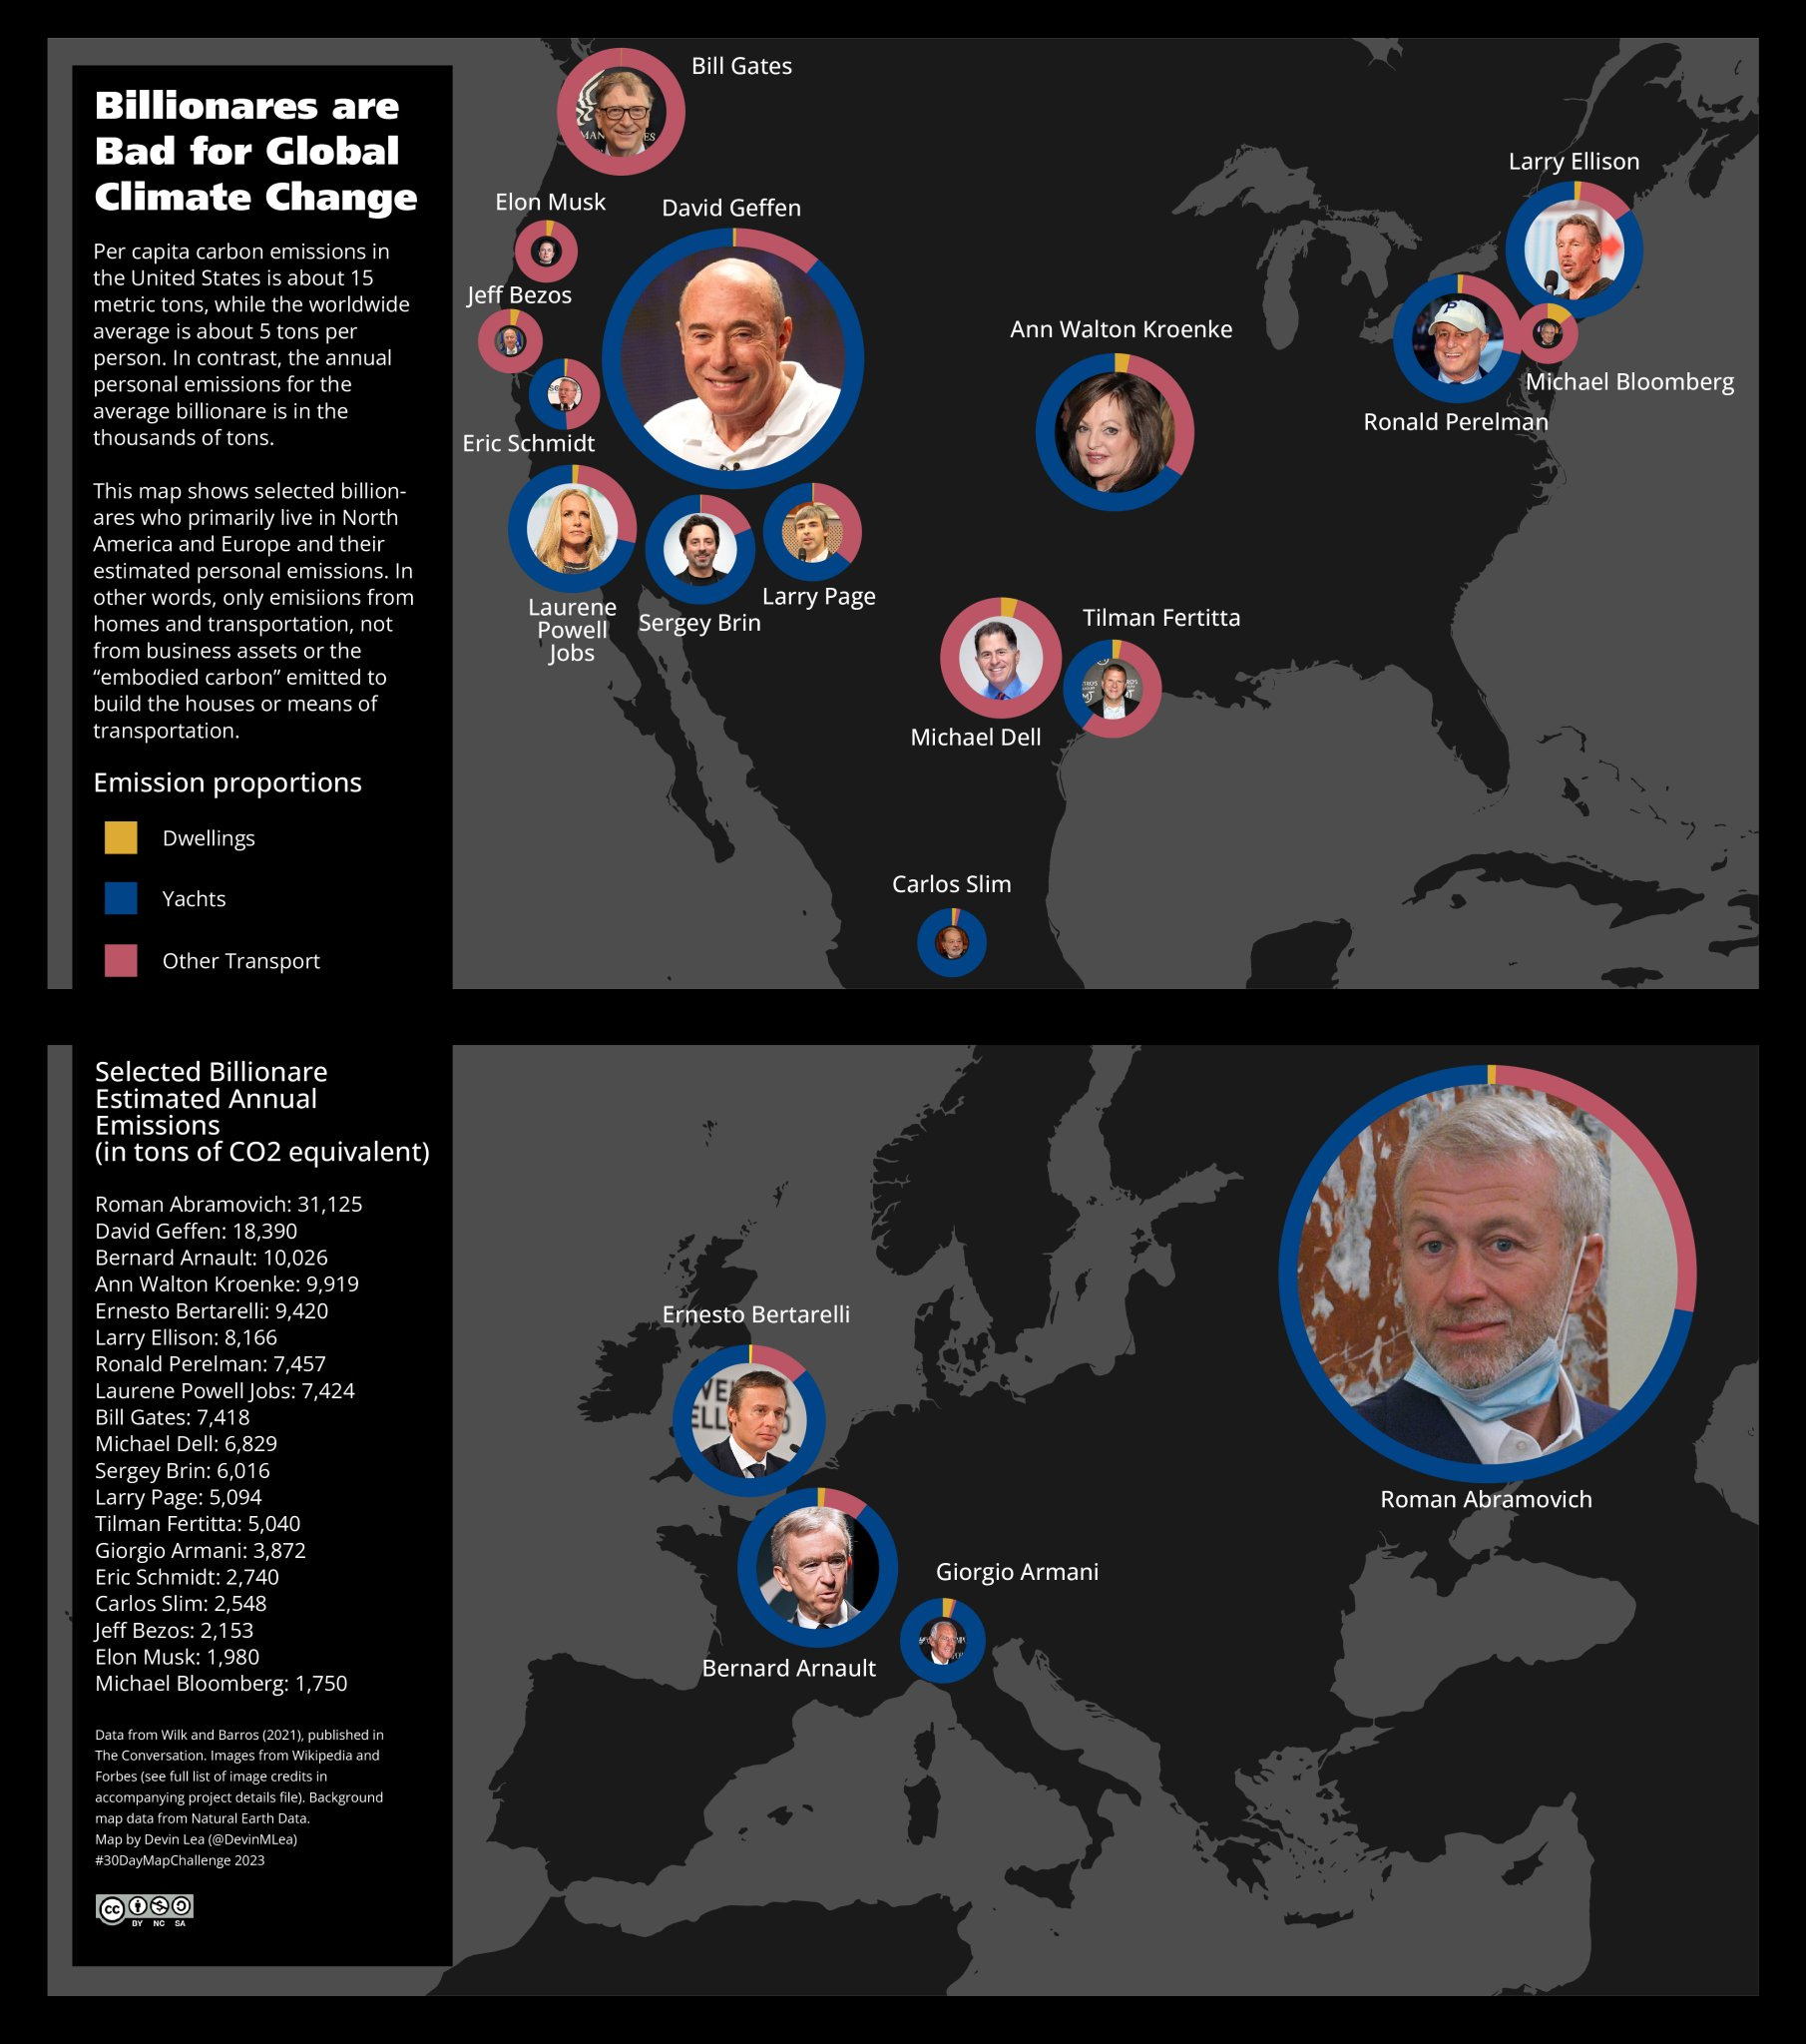 Billionares are
Bad for Global
Climate Change
Per capita carbon emissions in
the United States is about 15
metric tons, while the worldwide
average is about 5 tons per
person. In contrast, the annual
personal emissions for the
average billionare is in the
thousands of tons.
This map shows selected billion-
ares who primarily live in North
America and Europe and their
estimated personal emissions. In
other words, only emisiions from
homes and transportation, not
from business assets or the
“embodied carbon” emitted to
build the houses or means of
transportation.
Emission proportions
Dwellings
Yachts
Other Transport
Bill Gates
Elon Musk
David Geffen
Jeff Bezos
Eric Schmidt
Laurene
Powell
Jobs
Sergey Brin
Larry Page
Ann Walton Kroenke
Larry Ellison
Michael Bloomberg
Ronald Perelman
Tilman Fertitta
Michael Dell
Carlos Slim
Selected Billionare
Estimated Annual
Emissions
(in tons of CO2 equivalent)
Roman Abramovich: 31,125
David Geffen: 18,390
Bernard Arnault: 10,026
Ann Walton Kroenke: 9,919
Ernesto Bertarelli: 9,420
Larry Ellison: 8,166
Ronald Perelman: 7,457
Laurene Powell Jobs: 7,424
Bill Gates: 7,418
Michael Dell: 6,829
Sergey Brin: 6,016
Larry Page: 5,094
Tilman Fertitta: 5,040
Giorgio Armani: 3,872
Eric Schmidt: 2,740
Carlos Slim: 2,548
Jeff Bezos: 2,153
Elon Musk: 1,980
Michael Bloomberg: 1,750
Data from Wilk and Barros (2021), published in
The Conversation. Images from Wikipedia and
Forbes (see full list of image credits in
accompanying project details file). Background
map data from Natural Earth Data.
Map by Devin Lea (@DevinMLea)
#30DayMapChallenge 2023
cc
BY NC SA
Ernesto Bertarelli
Bernard Arnault
Giorgio Armani
Roman Abramovich